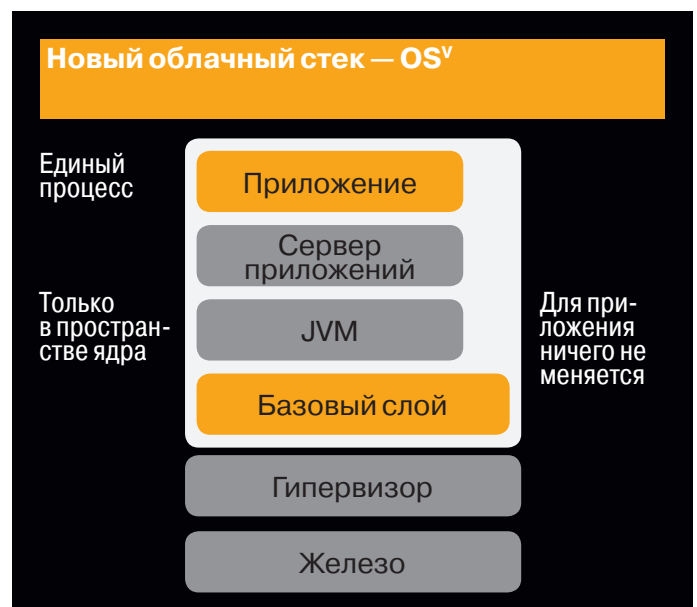 Новый облачный стек — OSᵛ
Единый
процесс
Приложение
Сервер
приложений
Только
в простран-
стве ядра
JVM
Для при-
ложения
ничего не
меняется
Базовый слой
Гипервизор
Железо